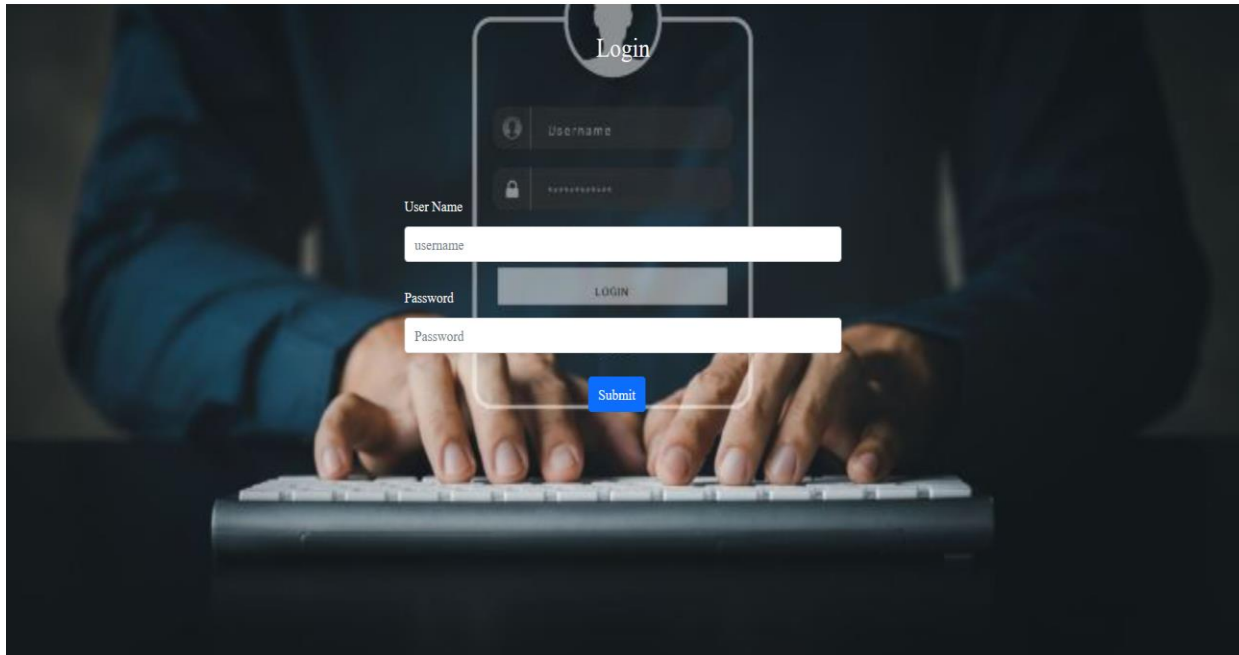 Login
Username
************
User Name
username
LOGIN
Password
Password
Submit